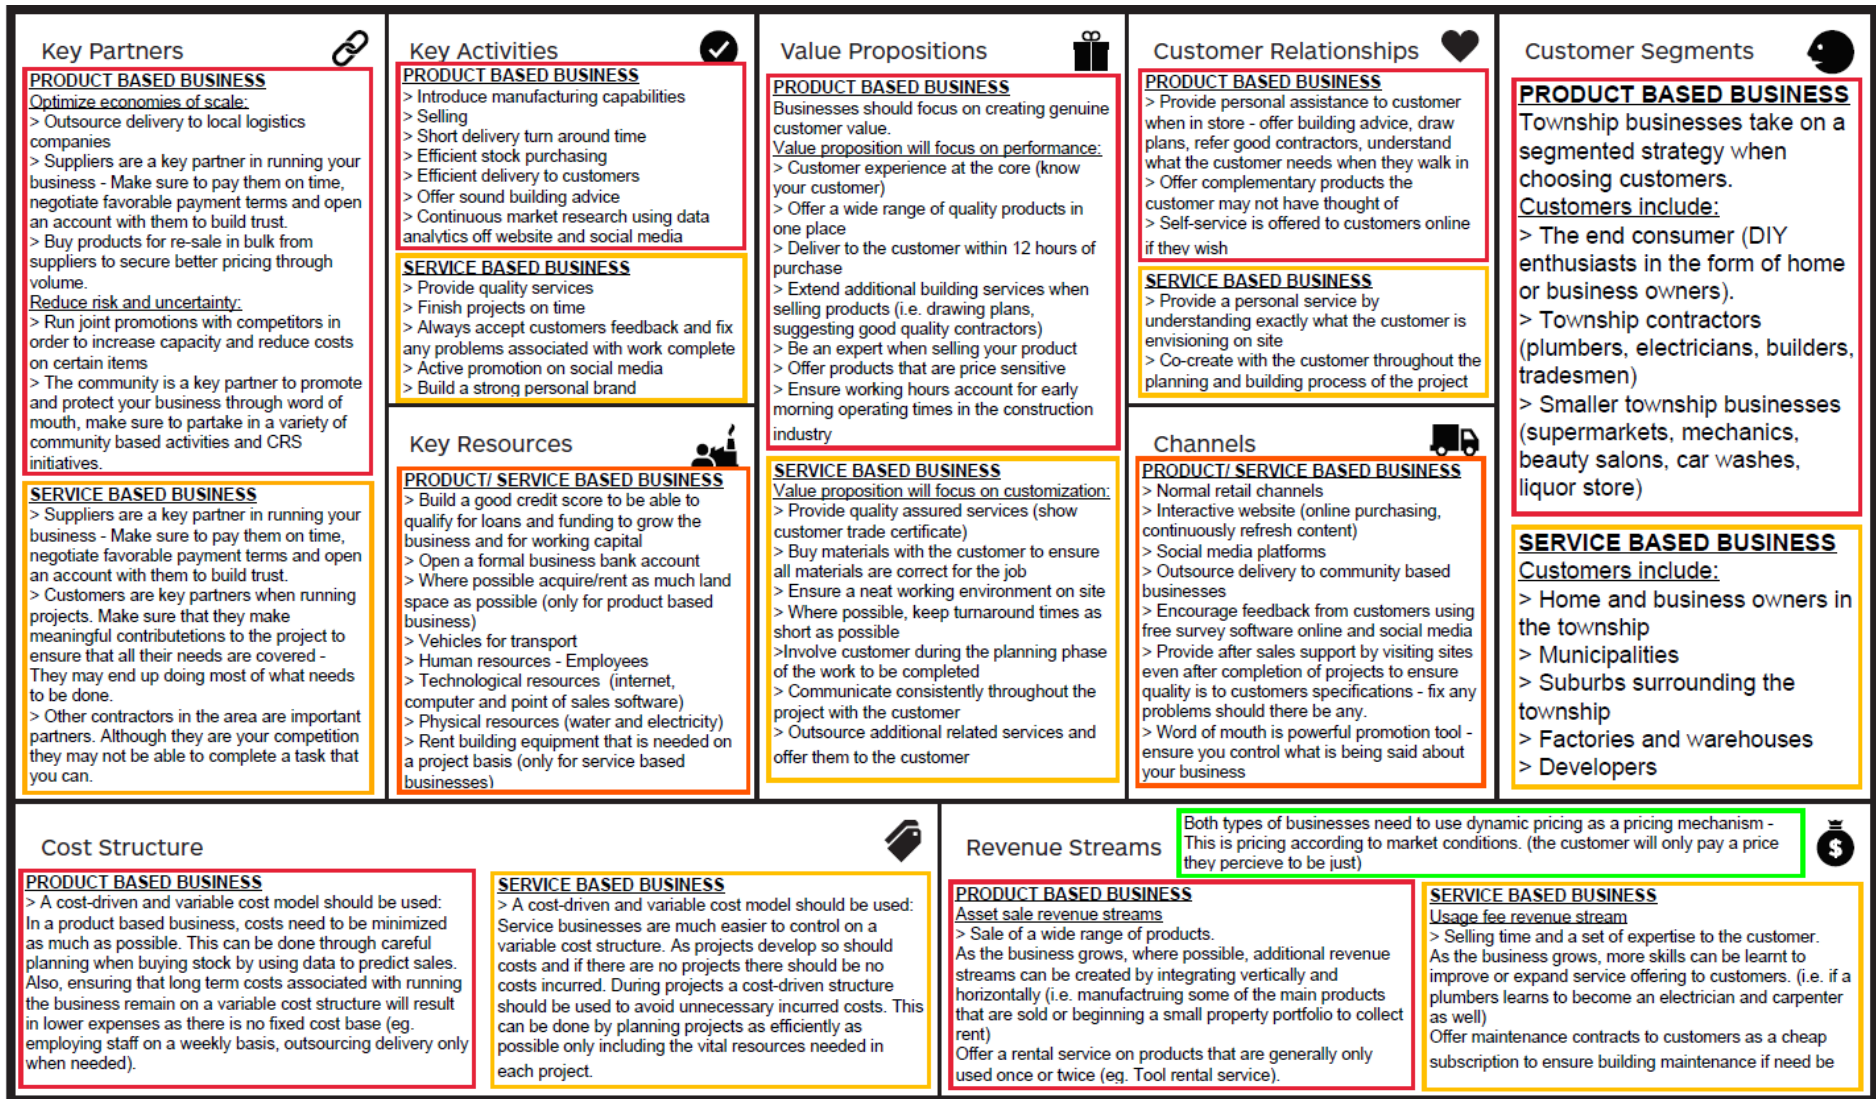 Key Partners
PRODUCT BASED BUSINESS
Optimize economies of scale:
> Outsource delivery to local logistics
companies
> Suppliers are a key partner in running your
business - Make sure to pay them on time,
negotiate favorable payment terms and open
an account with them to build trust.
> Buy products for re-sale in bulk from
suppliers to secure better pricing through
volume.
Reduce risk and uncertainty:
> Run joint promotions with competitors in
order to increase capacity and reduce costs
on certain items
> The community is a key partner to promote
and protect your business through word of
mouth, make sure to partake in a variety of
community based activities and CRS
initiatives.
SERVICE BASED BUSINESS
> Suppliers are a key partner in running your
business - Make sure to pay them on time,
negotiate favorable payment terms and open
an account with them to build trust.
> Customers are key partners when running
projects. Make sure that they make
meaningful contributetions to the project to
ensure that all their needs are covered -
They may end up doing most of what needs
to be done.
> Other contractors in the area are important
partners. Although they are your competition
they may not be able to complete a task that
you can.
Key Activities
PRODUCT BASED BUSINESS
> Introduce manufacturing capabilities
> Selling
> Short delivery turn around time
> Efficient stock purchasing
> Efficient delivery to customers
> Offer sound building advice
> Continuous market research using data
analytics off website and social media
SERVICE BASED BUSINESS
> Provide quality services
> Finish projects on time
> Always accept customers feedback and fix
any problems associated with work complete
> Active promotion on social media
> Build a strong personal brand
Key Resources
PRODUCT/ SERVICE BASED BUSINESS
> Build a good credit score to be able to
qualify for loans and funding to grow the
business and for working capital
> Open a formal business bank account
> Where possible acquire/rent as much land
space as possible (only for product based
business)
> Vehicles for transport
> Human resources - Employees
> Technological resources (internet,
computer and point of sales software)
> Physical resources (water and electricity)
> Rent building equipment that is needed on
a project basis (only for service based
businesses)
Value Propositions
PRODUCT BASED BUSINESS
Businesses should focus on creating genuine
customer value.
Value proposition will focus on performance:
> Customer experience at the core (know
your customer)
> Offer a wide range of quality products in
one place
> Deliver to the customer within 12 hours of
purchase
> Extend additional building services when
selling products (i.e. drawing plans,
suggesting good quality contractors)
> Be an expert when selling your product
> Offer products that are price sensitive
> Ensure working hours account for early
morning operating times in the construction
industry
SERVICE BASED BUSINESS
Value proposition will focus on customization:
> Provide quality assured services (show
customer trade certificate)
> Buy materials with the customer to ensure
all materials are correct for the job
> Ensure a neat working environment on site
> Where possible, keep turnaround times as
short as possible
>Involve customer during the planning phase
of the work to be completed
> Communicate consistently throughout the
project with the customer
> Outsource additional related services and
offer them to the customer
Customer Relationships
PRODUCT BASED BUSINESS
> Provide personal assistance to customer
when in store - offer building advice, draw
plans, refer good contractors, understand
what the customer needs when they walk in
> Offer complementary products the
customer may not have thought of
> Self-service is offered to customers online
if they wish
SERVICE BASED BUSINESS
> Provide a personal service by
understanding exactly what the customer is
envisioning on site
> Co-create with the customer throughout the
planning and building process of the project
Channels
PRODUCT/ SERVICE BASED BUSINESS
> Normal retail channels
> Interactive website (online purchasing,
continuously refresh content)
> Social media platforms
> Outsource delivery to community based
businesses
> Encourage feedback from customers using
free survey software online and social media
> Provide after sales support by visiting sites
even after completion of projects to ensure
quality is to customers specifications - fix any
problems should there be any.
> Word of mouth is powerful promotion tool -
ensure you control what is being said about
your business
Customer Segments
PRODUCT BASED BUSINESS
Township businesses take on a
segmented strategy when
choosing customers.
Customers include:
> The end consumer (DIY
enthusiasts in the form of home
or business owners).
> Township contractors
(plumbers, electricians, builders,
tradesmen)
> Smaller township businesses
(supermarkets, mechanics,
beauty salons, car washes,
liquor store)
SERVICE BASED BUSINESS
Customers include:
> Home and business owners in
the township
> Municipalities
> Suburbs surrounding the
township
> Factories and warehouses
> Developers
Cost Structure
PRODUCT BASED BUSINESS
> A cost-driven and variable cost model should be used:
In a product based business, costs need to be minimized
as much as possible. This can be done through careful
planning when buying stock by using data to predict sales.
Also, ensuring that long term costs associated with running
the business remain on a variable cost structure will result
in lower expenses as there is no fixed cost base (eg.
employing staff on a weekly basis, outsourcing delivery only
when needed).
SERVICE BASED BUSINESS
> A cost-driven and variable cost model should be used:
Service businesses are much easier to control on a
variable cost structure. As projects develop so should
costs and if there are no projects there should be no
costs incurred. During projects a cost-driven structure
should be used to avoid unnecessary incurred costs. This
can be done by planning projects as efficiently as
possible only including the vital resources needed in
each project.
Revenue Streams
Both types of businesses need to use dynamic pricing as a pricing mechanism -
This is pricing according to market conditions. (the customer will only pay a price
they percieve to be just)
$
PRODUCT BASED BUSINESS
Asset sale revenue streams
> Sale of a wide range of products.
As the business grows, where possible, additional revenue
streams can be created by integrating vertically and
horizontally (i.e. manufactruing some of the main products
that are sold or beginning a small property portfolio to collect
rent)
Offer a rental service on products that are generally only
used once or twice (eg. Tool rental service).
SERVICE BASED BUSINESS
Usage fee revenue stream
> Selling time and a set of expertise to the customer.
As the business grows, more skills can be learnt to
improve or expand service offering to customers. (i.e. if a
plumbers learns to become an electrician and carpenter
as well)
Offer maintenance contracts to customers as a cheap
subscription to ensure building maintenance if need be